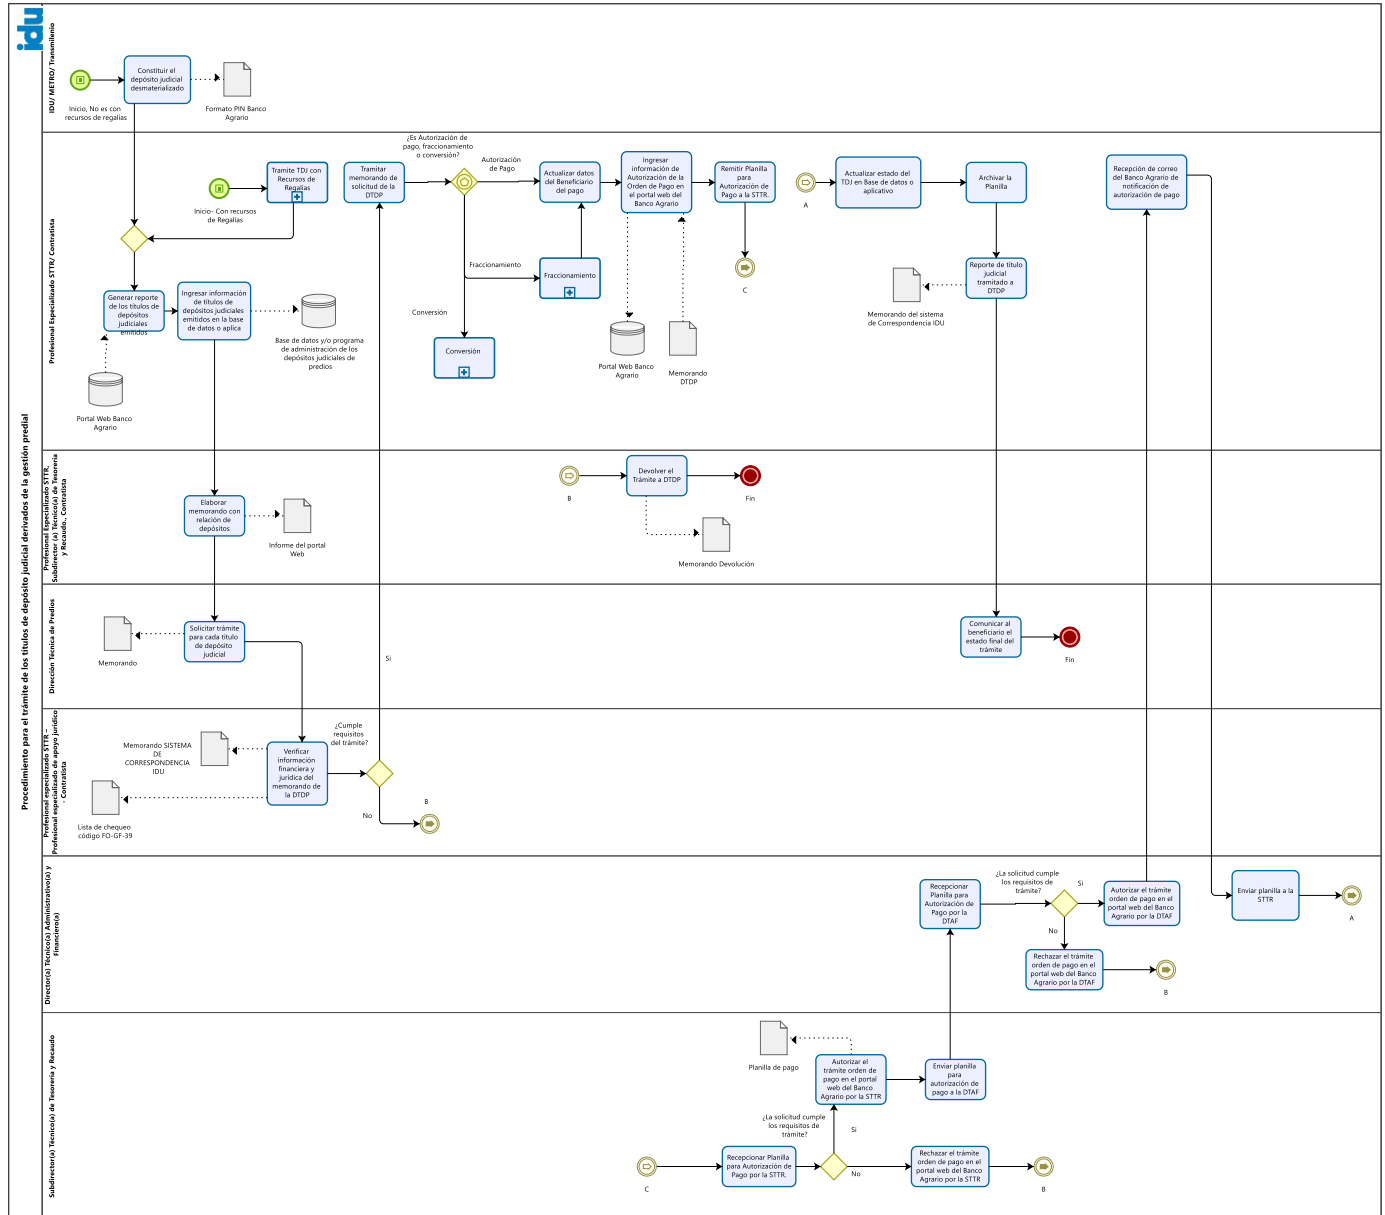 idu
Procedimiento para el trámite de los títulos de depósito judicial derivados de la gestión predial
IDU/ METRO/ Transmilenio
Inicio, No es con
recursos de regalías
Constituir el
depósito judicial
desmaterializado
Formato PIN Banco
Agrario
Profesional Especializado STTR/ Contratista
Inicio- Con recursos
de Regalías
Tramite TDJ con
Recursos de
Regalías
Tramitar
memorando de
solicitud de la
DTDP
¿Es Autorización de
pago, fraccionamiento
o conversión?
Autorización
de Pago
Actualizar datos
del Beneficiario
del pago
Ingresar
información de
Autorización de la
Orden de Pago en
el portal web del
Banco Agrario
Remitir Planilla
para
Autorización de
Pago a la STTR.
C
A
Actualizar estado del
TDJ en Base de datos o
aplicativo
Archivar la
Planilla
Recepción de correo
del Banco Agrario de
notificación de
autorización de pago
Generar reporte
de los títulos de
depósitos
judiciales
emitidos
Ingresar información
de títulos de
depósitos judiciales
emitidos en la base
de datos o aplica
Base de datos y/o programa
de administración de los
depósitos judiciales de
predios
Portal Web Banco
Agrario
Fraccionamiento
Fraccionamiento
Conversión
Conversión
Portal Web Banco
Agrario
Memorando
DTDP
Reporte de título
judicial
tramitado a
DTDP
Memorando del sistema
de Correspondencia IDU
Profesional Especializado STTR,
Subdirector (a) Técnico(a) de Tesorería
y Recaudo., Contratista
Elaborar
memorando con
relación de
depósitos
Informe del portal
Web
B
Devolver el
Trámite a DTDP
Fin
Memorando Devolución
Dirección Técnica de Predios
Memorando
Solicitar trámite
para cada título
de depósito
judicial
Si
Comunicar al
beneficiario el
estado final del
trámite
Fin
Profesional especializado STTR –
Profesional especializado de apoyo jurídico
- Contratista
Memorando SISTEMA
DE
CORRESPONDENCIA
IDU
Lista de chequeo
código FO-GF-39
Verificar
información
financiera y
jurídica del
memorando de
la DTDP
¿Cumple
requisitos
del trámite?
No
B
Director(a) Técnico(a) Administrativo(a) y
Financiero(a)
Recepcionar
Planilla para
Autorización de
Pago por la
DTAF
¿La solicitud cumple
los requisitos de
trámite?
Si
No
Autorizar el trámite
orden de pago en el
portal web del Banco
Agrario por la DTAF
Enviar planilla a la
STTR
A
Rechazar el trámite
orden de pago en el
portal web del Banco
Agrario por la DTAF
B
Subdirector(a) Técnico(a) de Tesorería y Recaudo
Planilla de pago
Autorizar el
trámite orden de
pago en el portal
web del Banco
Agrario por la STTR
Enviar planilla
para
autorización de
pago a la DTAF
¿La solicitud cumple
los requisitos de
trámite?
Si
C
Recepcionar Planilla
para Autorización de
Pago por la STTR.
No
Rechazar el trámite
orden de pago en el
portal web del Banco
Agrario por la STTR
B